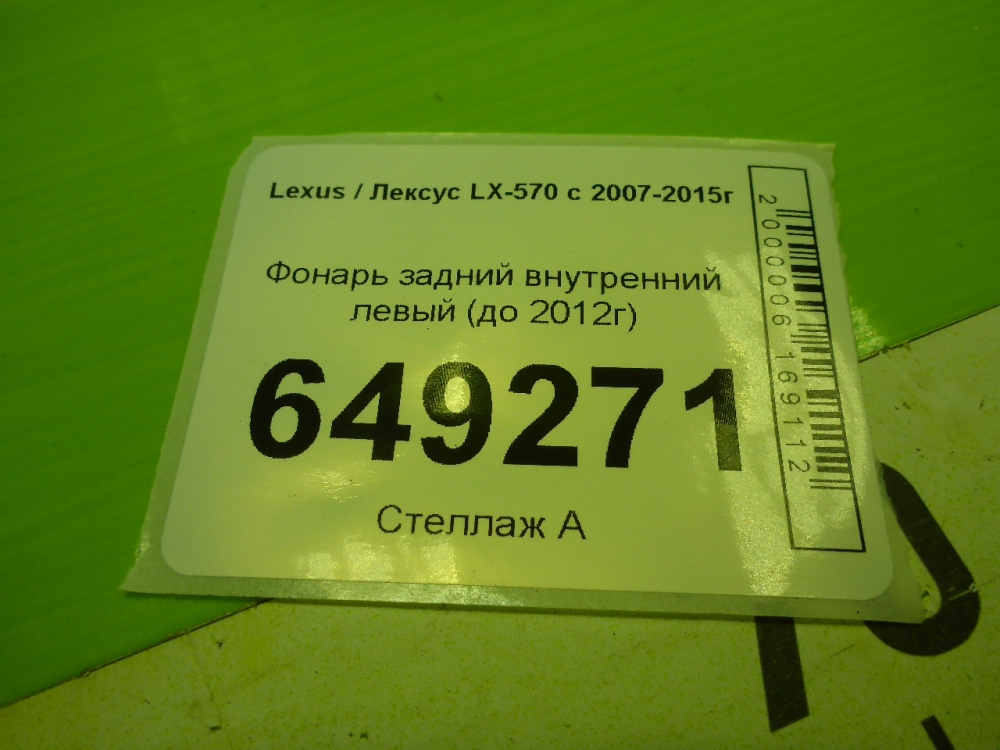 Lexus / Лексус LX-570 с 2007-2015г
Фонарь задний внутренний
левый (до 2012г)
649271
Стеллаж А
2000006169112